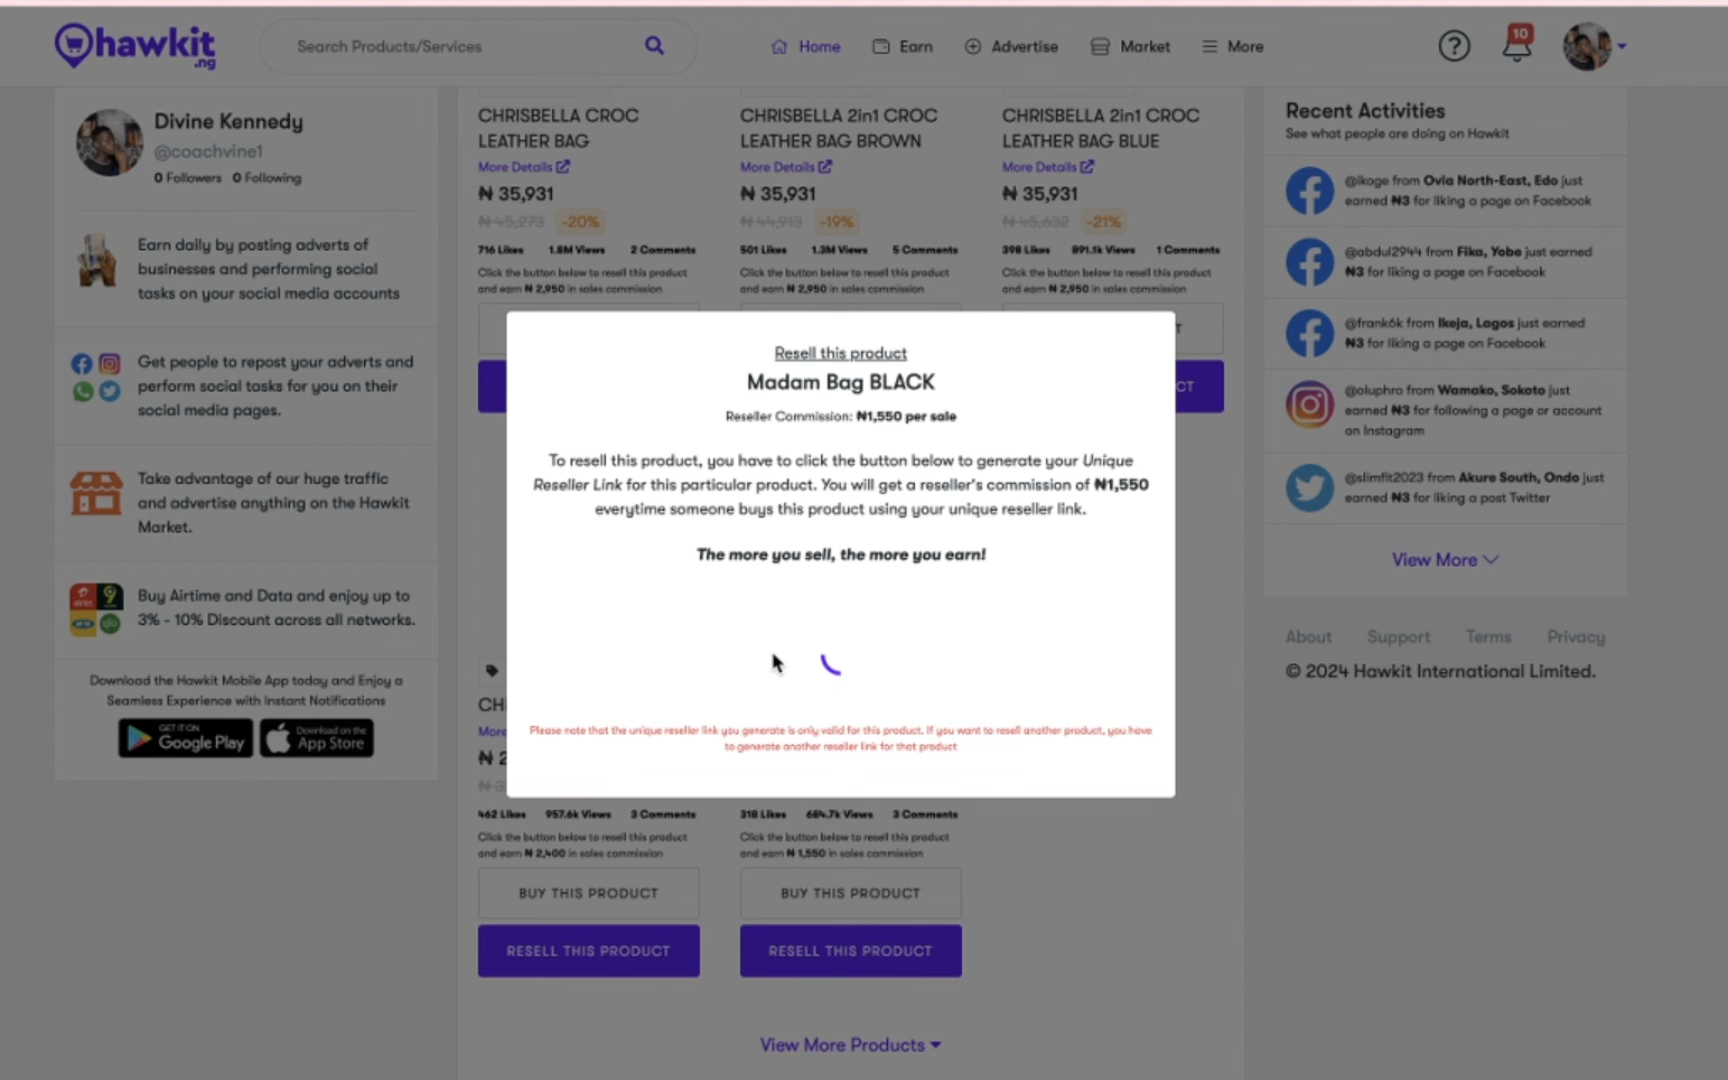 hawkit
.ng
Search Products/Services
Home
Earn
Advertise
Market
More
10
Divine Kennedy
@coachvine1
0 Followers 0 Following
Earn daily by posting adverts of
businesses and performing social
tasks on your social media accounts
Get people to repost your adverts and
perform social tasks for you on their
social media pages.
Take advantage of our huge traffic
and advertise anything on the Hawkit
Market.
Buy Airtime and Data and enjoy up to
3% - 10% Discount across all networks.
Download the Hawkit Mobile App today and Enjoy a
Seamless Experience with Instant Notifications
GET IT ON
Google Play
Download on the
App Store
CHRISBELLA CROC
LEATHER BAG
More Details
₦ 35,931
₦ 45,273 -20%
716 Likes 1.8M Views 2 Comments
Click the button below to resell this product
and earn ₦ 2,950 in sales commission
CHRISBELLA 2in1 CROC
LEATHER BAG BROWN
More Details
₦ 35,931
₦ 44,913 -19%
501 Likes 1.3M Views 5 Comments
Click the button below to resell this product
and earn ₦ 2,950 in sales commission
CHRISBELLA 2in1 CROC
LEATHER BAG BLUE
More Details
₦ 35,931
₦ 45,632 -21%
398 Likes 891.1k Views 1 Comments
Click the button below to resell this product
and earn ₦ 2,950 in sales commission
T
CT
Resell this product
Madam Bag BLACK
Reseller Commission: ₦1,550 per sale
To resell this product, you have to click the button below to generate your Unique
Reseller Link for this particular product. You will get a reseller's commission of ₦1,550
everytime someone buys this product using your unique reseller link.
The more you sell, the more you earn!
Please note that the unique reseller link you generate is only valid for this product. If you want to resell another product, you have
to generate another reseller link for that product
CH
More
₦ 2
₦ 3
462 Likes 957.6k Views 3 Comments
Click the button below to resell this product
and earn ₦ 2,400 in sales commission
BUY THIS PRODUCT
RESELL THIS PRODUCT
318 Likes 684.7k Views 3 Comments
Click the button below to resell this product
and earn ₦ 1,550 in sales commission
BUY THIS PRODUCT
RESELL THIS PRODUCT
View More Products
Recent Activities
See what people are doing on Hawkit
@ikoge from Ovia North-East, Edo just
earned ₦3 for liking a page on Facebook
@abdul2944 from Fika, Yobe just earned
₦3 for liking a page on Facebook
@frank6k from Ikeja, Lagos just earned
₦3 for liking a page on Facebook
@oluphro from Wamako, Sokoto just
earned ₦3 for following a page or account
on Instagram
@slimfit2023 from Akure South, Ondo just
earned ₦3 for liking a post Twitter
View More
About Support Terms Privacy
© 2024 Hawkit International Limited.